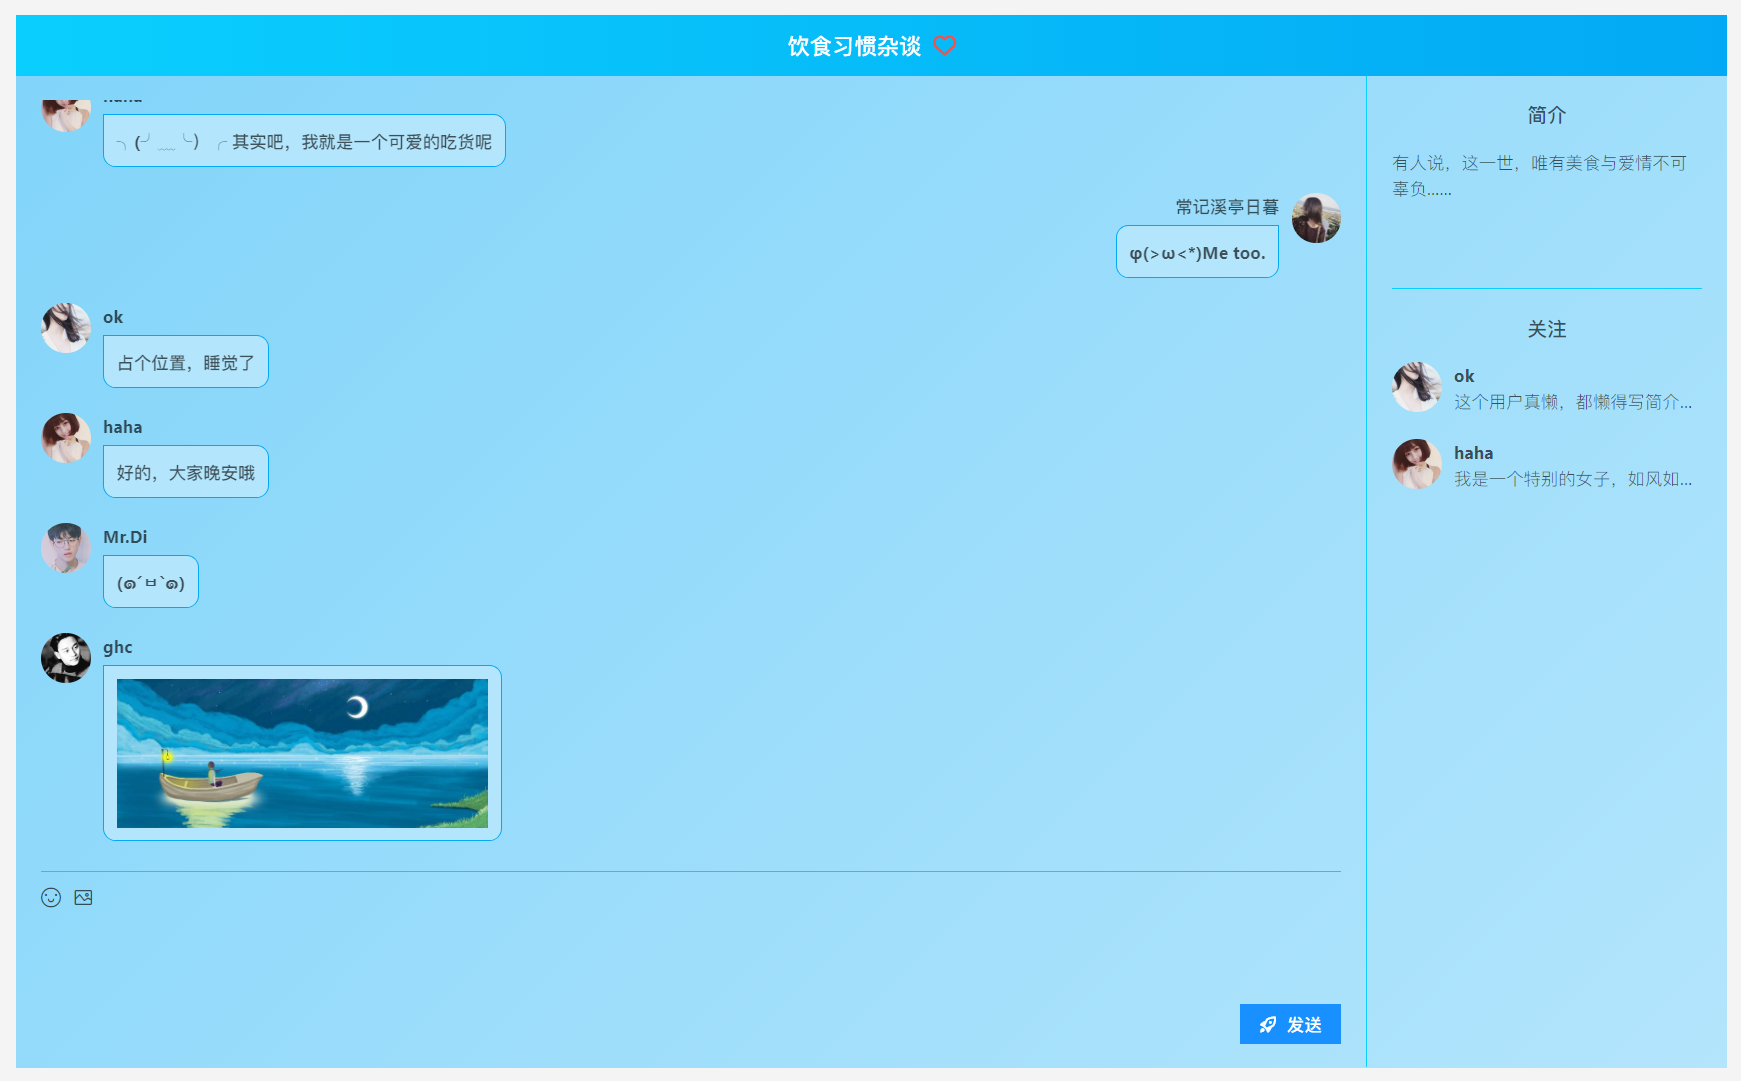 饮食习惯杂谈
haha
╮(╯﹏╰）╭其实吧，我就是一个可爱的吃货呢
常记溪亭日暮
φ(>ω<*)Me too.
ok
占个位置，睡觉了
haha
好的，大家晚安哦
Mr.Di
(๑´ㅂ`๑)
ghc
发送
简介
有人说，这一世，唯有美食与爱情不可
辜负……
关注
ok
这个用户真懒，都懒得写简介...
haha
我是一个特别的女子，如风如...